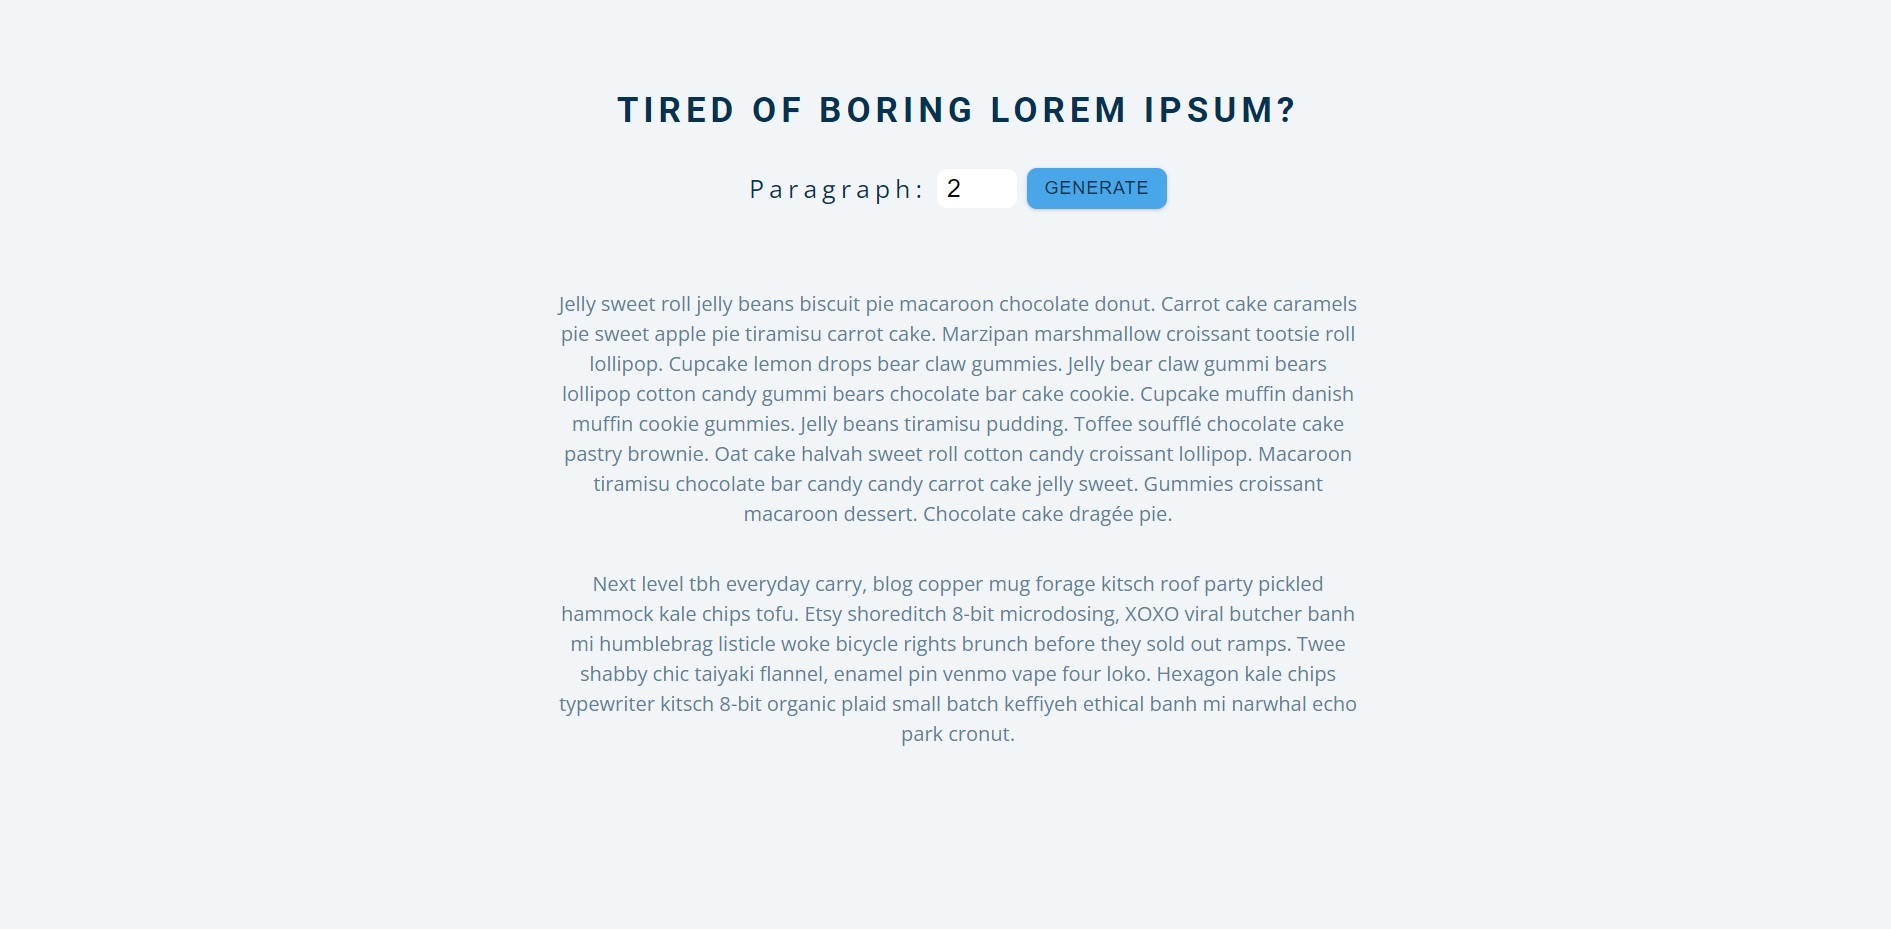 TIRED OF BORING LOREM IPSUM?
Paragraph: 2 GENERATE
Jelly sweet roll jelly beans biscuit pie macaroon chocolate donut. Carrot cake caramels
pie sweet apple pie tiramisu carrot cake. Marzipan marshmallow croissant tootsie roll
lollipop. Cupcake lemon drops bear claw gummies. Jelly bear claw gummi bears
lollipop cotton candy gummi bears chocolate bar cake cookie. Cupcake muffin danish
muffin cookie gummies. Jelly beans tiramisu pudding. Toffee soufflé chocolate cake
pastry brownie. Oat cake halvah sweet roll cotton candy croissant lollipop. Macaroon
tiramisu chocolate bar candy candy carrot cake jelly sweet. Gummies croissant
macaroon dessert. Chocolate cake dragée pie.
Next level tbh everyday carry, blog copper mug forage kitsch roof party pickled
hammock kale chips tofu. Etsy shoreditch 8-bit microdosing, XOXO viral butcher banh
mi humblebrag listicle woke bicycle rights brunch before they sold out ramps. Twee
shabby chic taiyaki flannel, enamel pin venmo vape four loko. Hexagon kale chips
typewriter kitsch 8-bit organic plaid small batch keffiyeh ethical banh mi narwhal echo
park cronut.